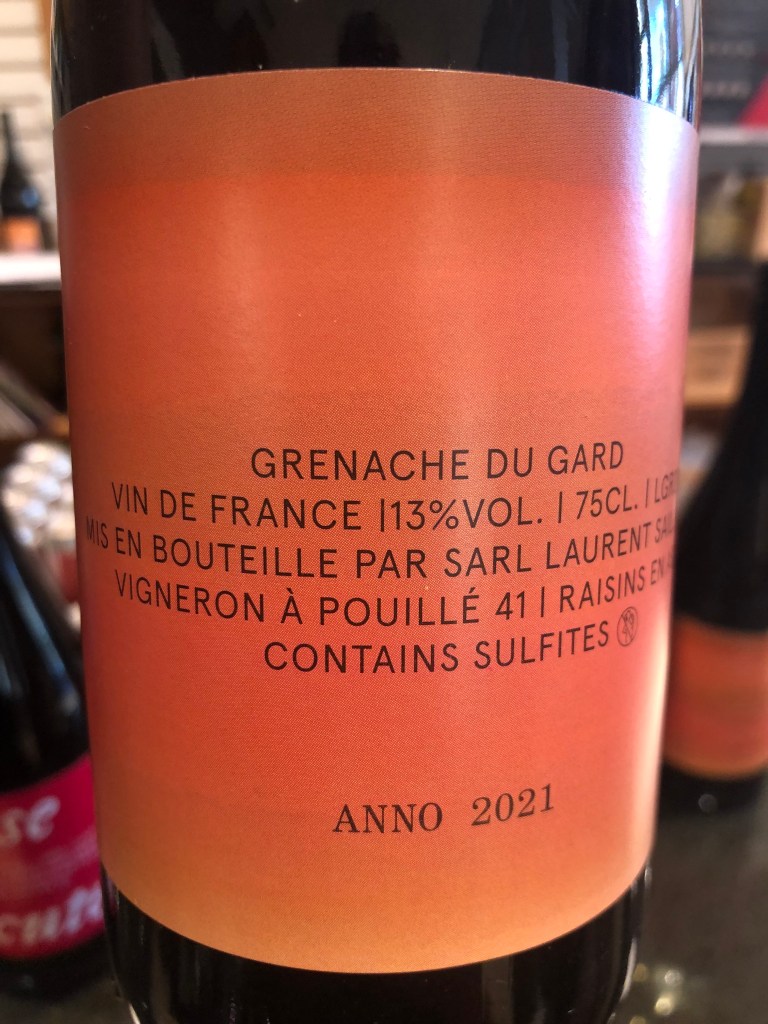 GRENACHE DU GARD
VIN DE FRANCE |13%VOL. | 75CL. |
MIS EN BOUTEILLE PAR SARL LAURENT
VIGNERON À POUILLÉ 41 | RAISINS EN
CONTAINS SULFITES
ANNO 2021
se